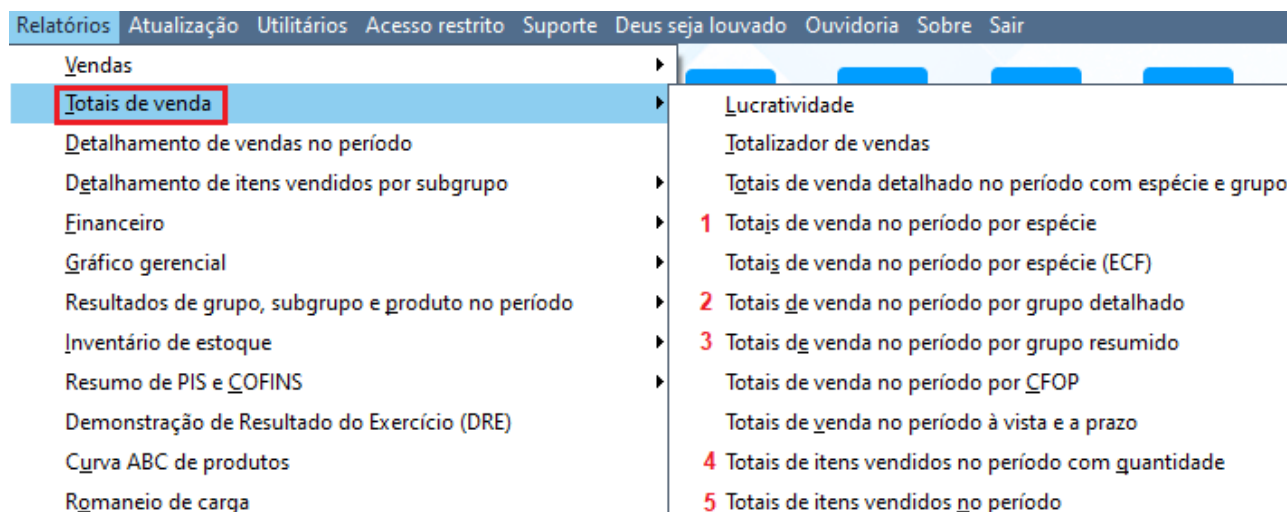 Relatórios Atualização Utilitários Acesso restrito Suporte Deus seja louvado Ouvidoria Sobre Sair
Vendas
Totais de venda
Detalhamento de vendas no período
Detalhamento de itens vendidos por subgrupo
Financeiro
Gráfico gerencial
Resultados de grupo, subgrupo e produto no período
Inventário de estoque
Resumo de PIS e COFINS
Demonstração de Resultado do Exercício (DRE)
Curva ABC de produtos
Romaneio de carga
Lucratividade
Totalizador de vendas
Totais de venda detalhado no período com espécie e grupo
1 Totais de venda no período por espécie
Totais de venda no período por espécie (ECF)
2 Totais de venda no período por grupo detalhado
3 Totais de venda no período por grupo resumido
Totais de venda no período por CFOP
Totais de venda no período à vista e a prazo
4 Totais de itens vendidos no período com quantidade
5 Totais de itens vendidos no período